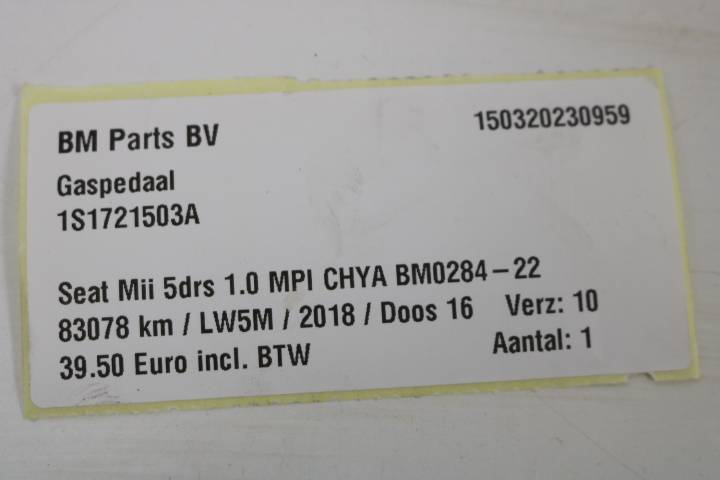 BM Parts BV 150320230959
Gaspedaal
1S1721503A
Seat Mii 5drs 1.0 MPI CHYA BM0284-22
83078 km / LW5M / 2018 / Doos 16 Verz: 10
39.50 Euro incl. BTW Aantal: 1